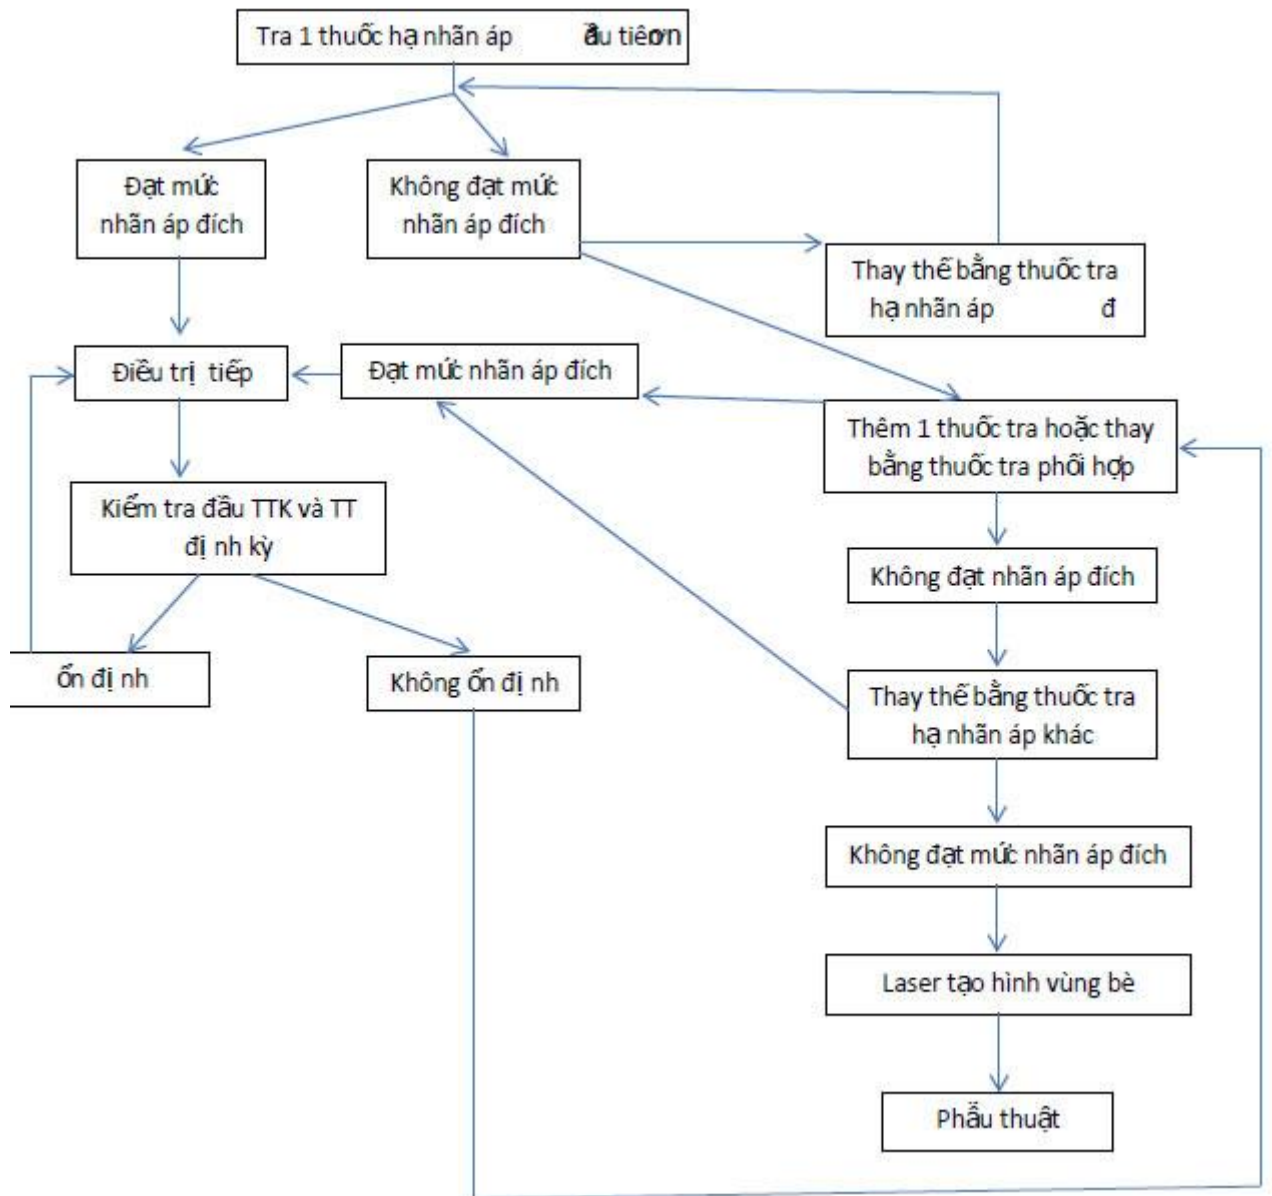 Tra 1 thuốc hạ nhãn áp
Đạt mức
nhãn áp đích
Không đạt mức
nhãn áp đích
Thay thế bằng thuốc tra
hạ nhãn áp đ
Điều trị tiếp
Đạt mức nhãn áp đích
Thêm 1 thuốc tra hoặc thay
bằng thuốc tra phối hợp
Kiểm tra đầu TTK và TT
định kỳ
Không đạt nhãn áp đích
ổn định
Không ổn định
Thay thế bằng thuốc tra
hạ nhãn áp khác
Không đạt mức nhãn áp đích
Laser tạo hình vùng bè
Phẫu thuật